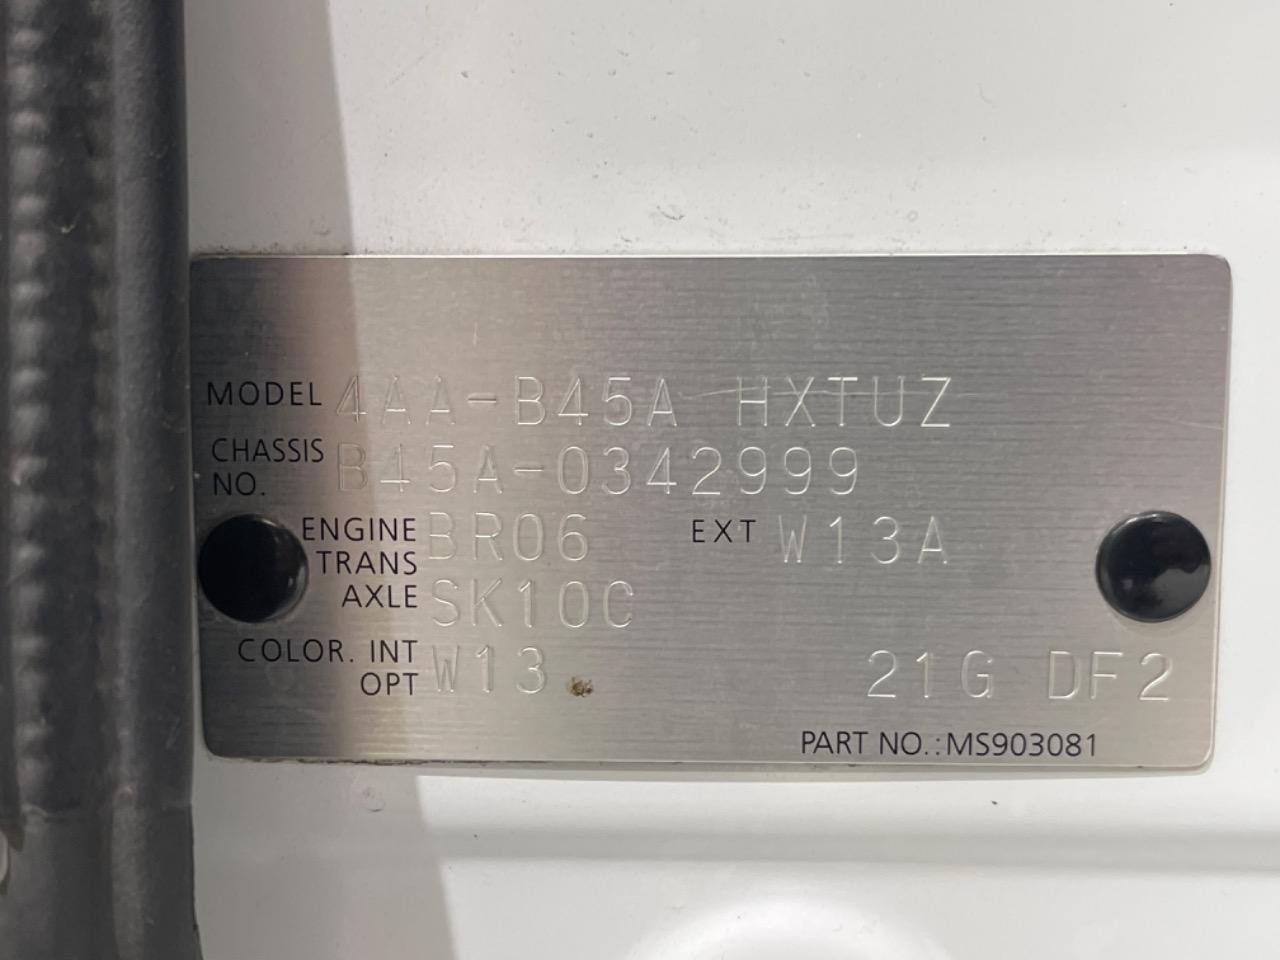 MODEL 4AA-B45A HXTUZ
CHASSIS NO. B45A-0342999
ENGINE BR06 EXT W13A
TRANS
AXLE SK10C
COLOR. INT W13
OPT 21G DF2
PART NO.:MS903081